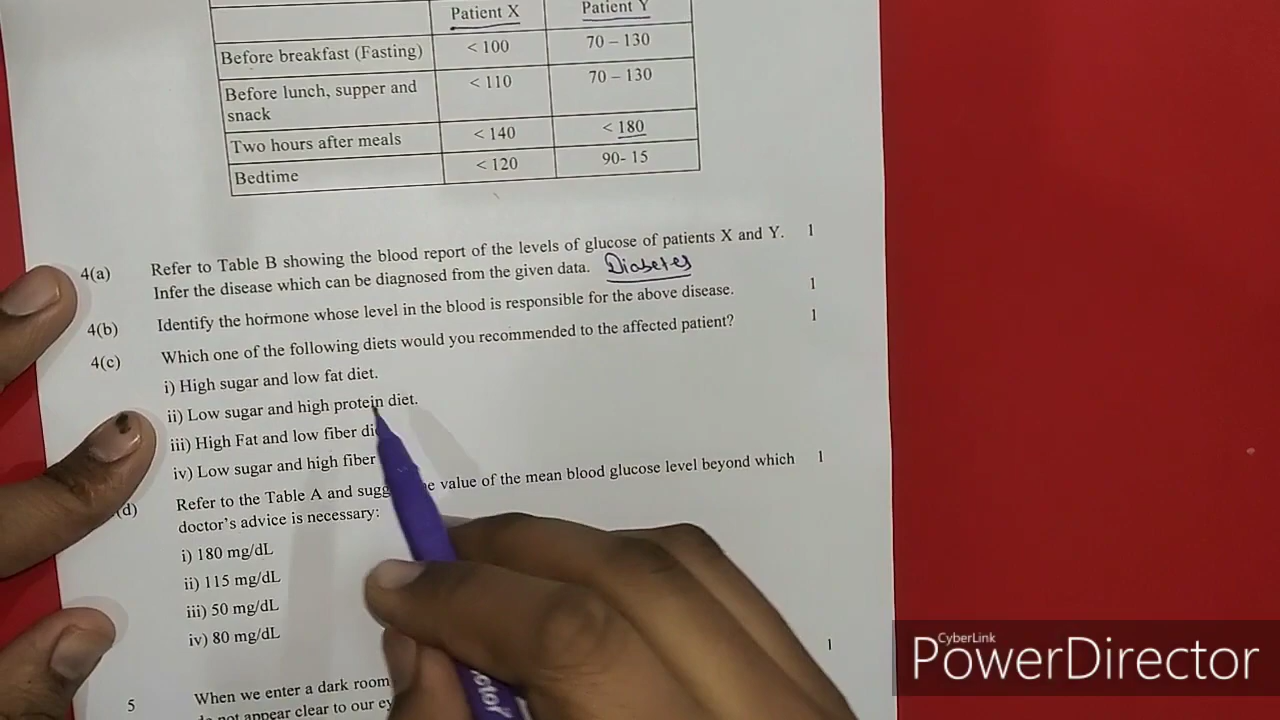 Patient X Patient Y
Before breakfast (Fasting) < 100 70 – 130
Before lunch, supper and snack < 110 70 – 130
Two hours after meals < 140 < 180
Bedtime < 120 90- 15
4(a) Refer to Table B showing the blood report of the levels of glucose of patients X and Y. 1
Infer the disease which can be diagnosed from the given data. Diabetes
4(b) Identify the hormone whose level in the blood is responsible for the above disease. 1
4(c) Which one of the following diets would you recommended to the affected patient? 1
i) High sugar and low fat diet.
ii) Low sugar and high protein diet.
iii) High Fat and low fiber
iv) Low sugar and high fiber
(d) Refer to the Table A and value of the mean blood glucose level beyond which 1
doctor's advice is necessary:
i) 180 mg/dL
ii) 115 mg/dL
iii) 50 mg/dL
iv) 80 mg/dL
5 When we enter a dark room 1
do not appear clear to our
CyberLink
PowerDirector